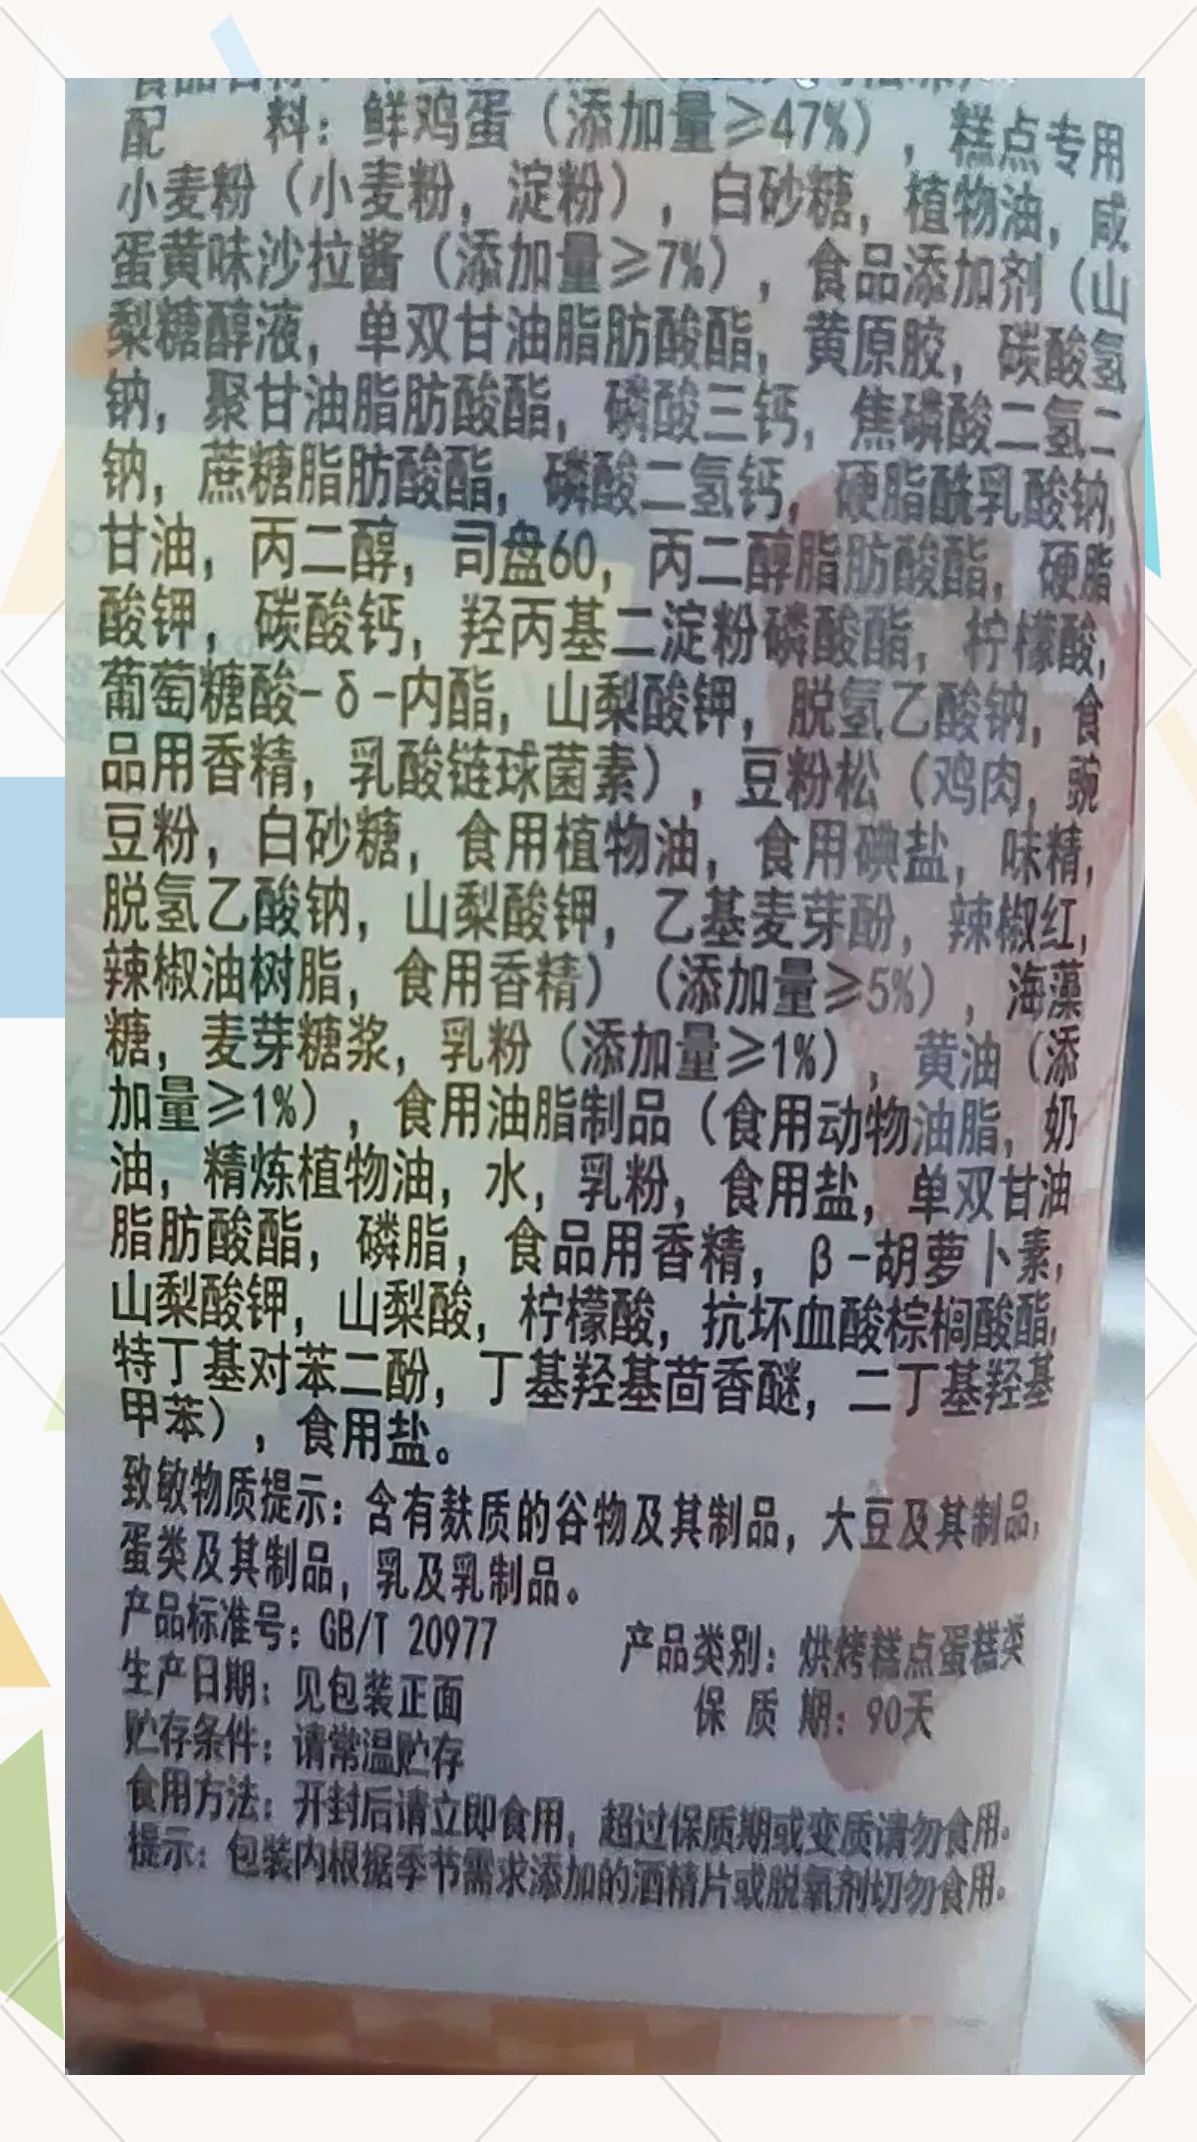 配 料：鲜鸡蛋（添加量≥47%），糕点专用
小麦粉（小麦粉，淀粉），白砂糖，植物油，咸
蛋黄味沙拉酱（添加量≥7%），食品添加剂（山
梨糖醇液，单双甘油脂肪酸酯，黄原胶，碳酸氢
钠，聚甘油脂肪酸酯，磷酸三钙，焦磷酸二氢二
钠，蔗糖脂肪酸酯，磷酸二氢钙，硬脂酰乳酸钠，
甘油，丙二醇，司盘60，丙二醇脂肪酸酯，硬脂
酸钾，碳酸钙，羟丙基二淀粉磷酸酯，柠檬酸，
葡萄糖酸-δ-内酯，山梨酸钾，脱氢乙酸钠，食
品用香精，乳酸链球菌素），豆粉松（鸡肉，豌
豆粉，白砂糖，食用植物油，食用碘盐，味精，
脱氢乙酸钠，山梨酸钾，乙基麦芽酚，辣椒红，
辣椒油树脂，食用香精）（添加量≥5%），海藻
糖，麦芽糖浆，乳粉（添加量≥1%），黄油（添
加量≥1%），食用油脂制品（食用动物油脂，奶
油，精炼植物油，水，乳粉，食用盐，单双甘油
脂肪酸酯，磷脂，食品用香精，β-胡萝卜素，
山梨酸钾，山梨酸，柠檬酸，抗坏血酸棕榈酸酯，
特丁基对苯二酚，丁基羟基茴香醚，二丁基羟基
甲苯），食用盐。
致敏物质提示：含有麸质的谷物及其制品，大豆及其制品，
蛋类及其制品，乳及乳制品。
产品标准号：GB/T 20977 产品类别：烘烤糕点蛋糕类
生产日期：见包装正面 保 质 期：90天
贮存条件：请常温贮存
食用方法：开封后请立即食用，超过保质期或变质请勿食用。
提示：包装内根据季节需求添加的酒精片或脱氧剂切勿食用。